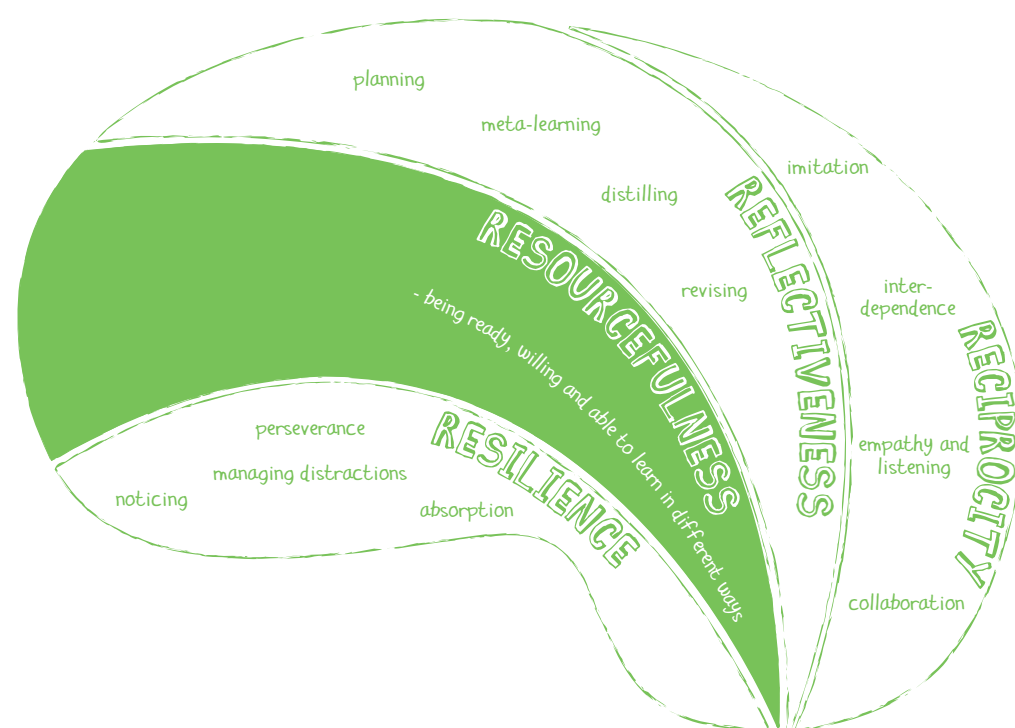 planning
meta-learning
distilling
revising
REFLECTIVENESS
imitation
inter-
dependence
empathy and
listening
collaboration
RECIPROCITY
RESOURCEFULNESS
- being ready, willing and able to learn in different ways
perseverance
managing distractions
noticing
absorption
RESILIENCE